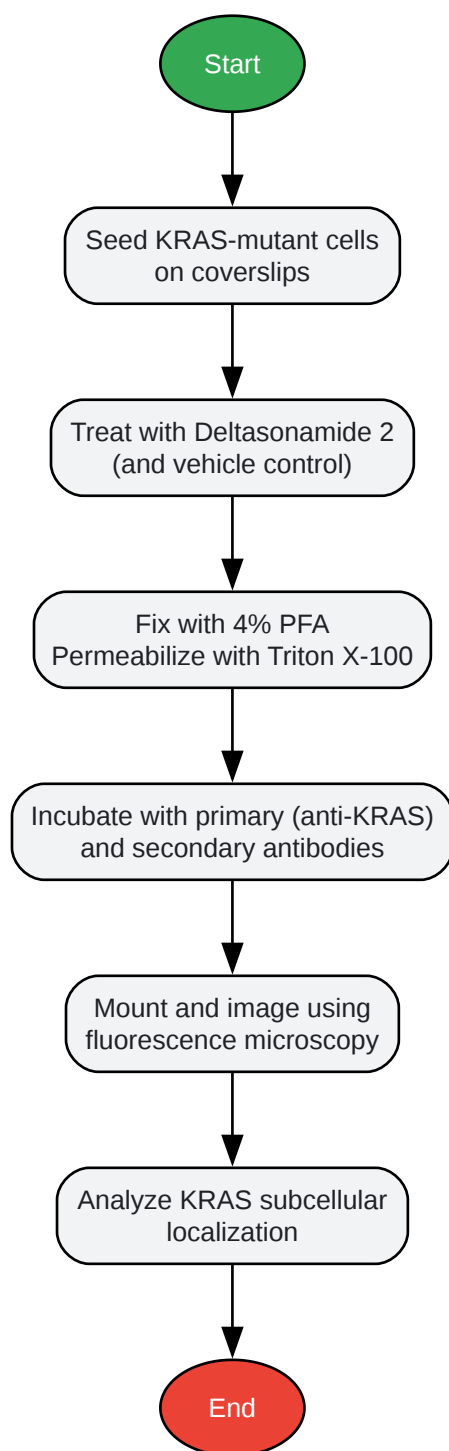 Start
Seed KRAS-mutant cells
on coverslips
Treat with Deltasonamide 2
(and vehicle control)
Fix with 4% PFA
Permeabilize with Triton X-100
Incubate with primary (anti-KRAS)
and secondary antibodies
Mount and image using
fluorescence microscopy
Analyze KRAS subcellular
localization
End